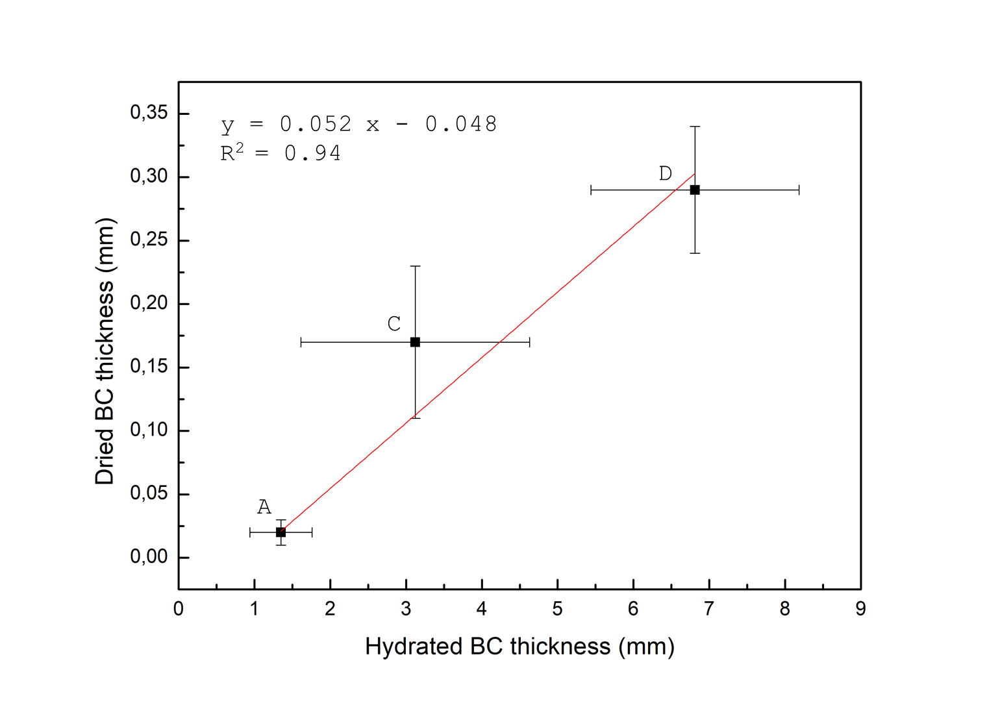 y = 0.052 x - 0.048
R² = 0.94
0,35
0,30
0,25
0,20
0,15
0,10
0,05
0,00
Dried BC thickness (mm)
D
C
A
0 1 2 3 4 5 6 7 8 9
Hydrated BC thickness (mm)